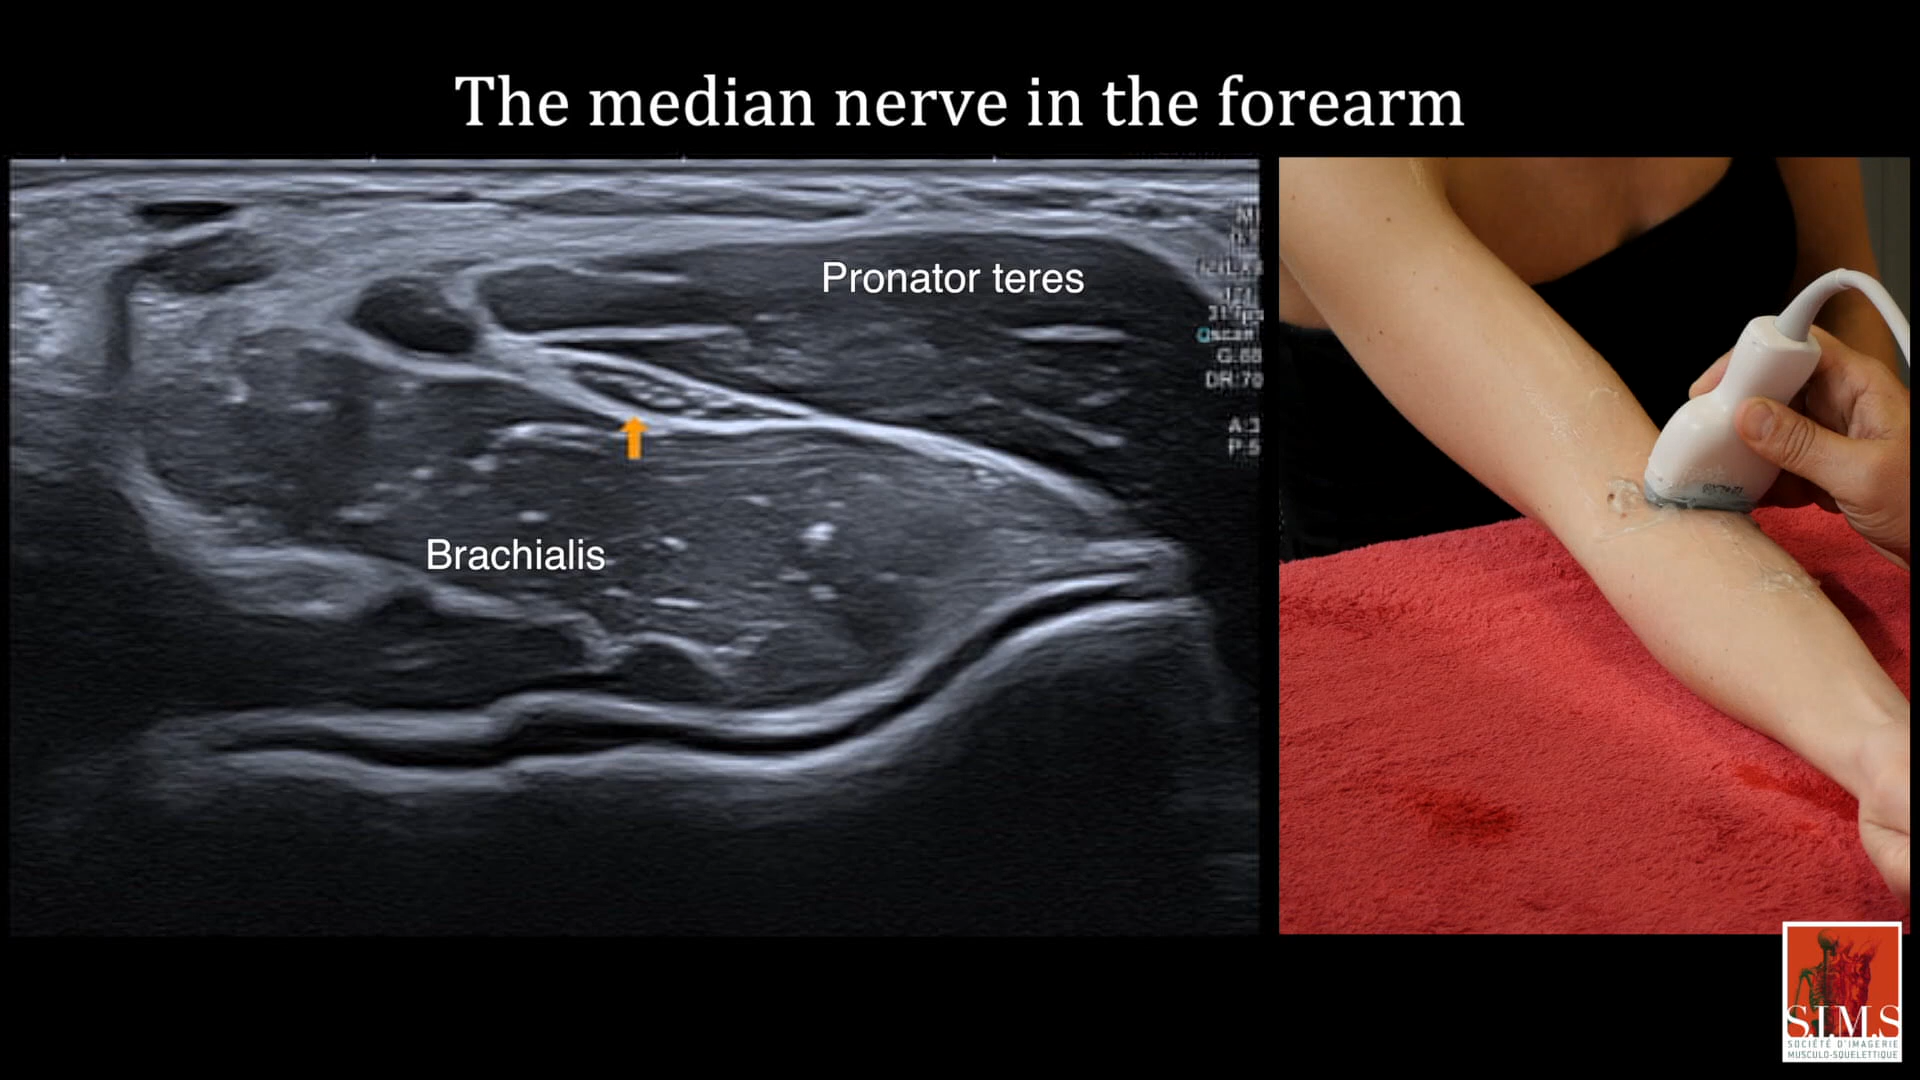 The median nerve in the forearm
Pronator teres
Brachialis
S.I.M.S
SOCIÉTÉ D'IMAGERIE
MUSCULO-SQUELETTIQUE